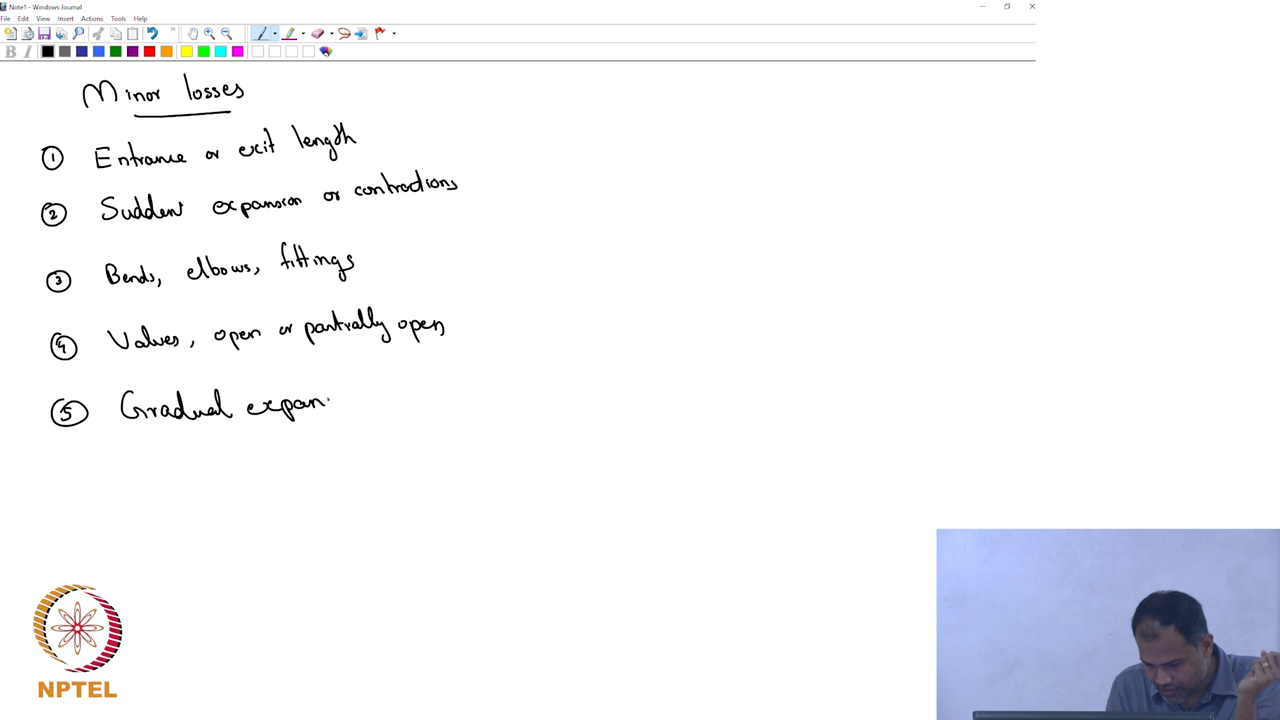 Note1 - Windows Journal
File Edit View Insert Actions Tools Help
B I
Minor losses
1 Entrance or exit length
2 Sudden expansion or contractions
3 Bends, elbows, fittings
4 Valves, open or partially open
5 Gradual expan
NPTEL